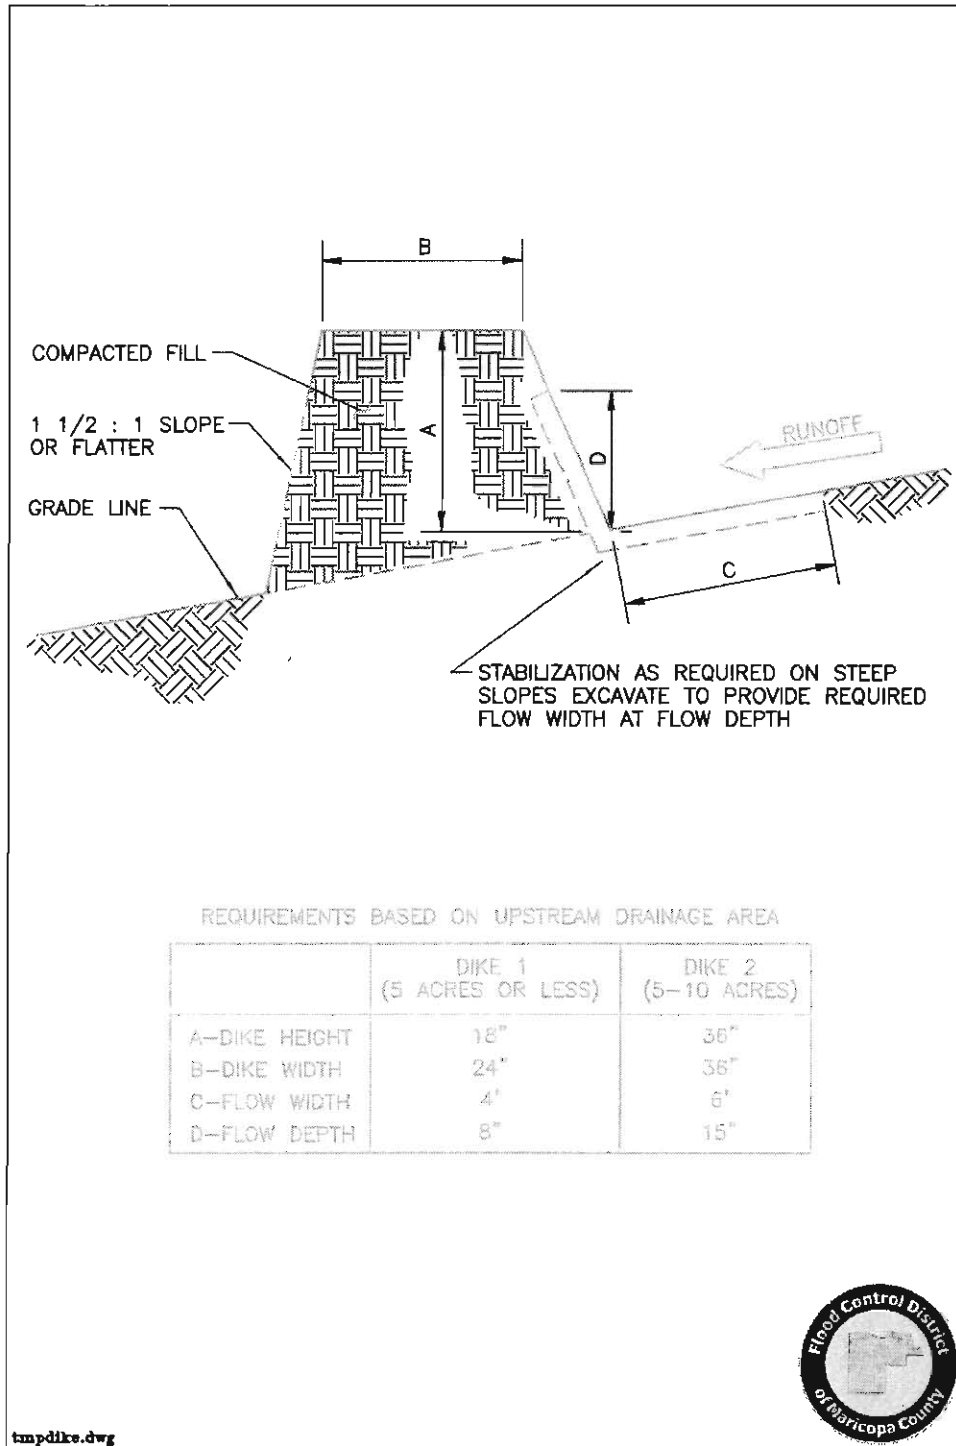 B
COMPACTED FILL
1 1/2 : 1 SLOPE
OR FLATTER
GRADE LINE
A
D
RUNOFF
C
STABILIZATION AS REQUIRED ON STEEP
SLOPES EXCAVATE TO PROVIDE REQUIRED
FLOW WIDTH AT FLOW DEPTH
REQUIREMENTS BASED ON UPSTREAM DRAINAGE AREA
DIKE 1 DIKE 2
(5 ACRES OR LESS) (5-10 ACRES)
A-DIKE HEIGHT 18" 36"
B-DIKE WIDTH 24" 36"
C-FLOW WIDTH 4' 6'
D-FLOW DEPTH 8" 15"
Flood Control District
of Maricopa County
tmpdike.dwg